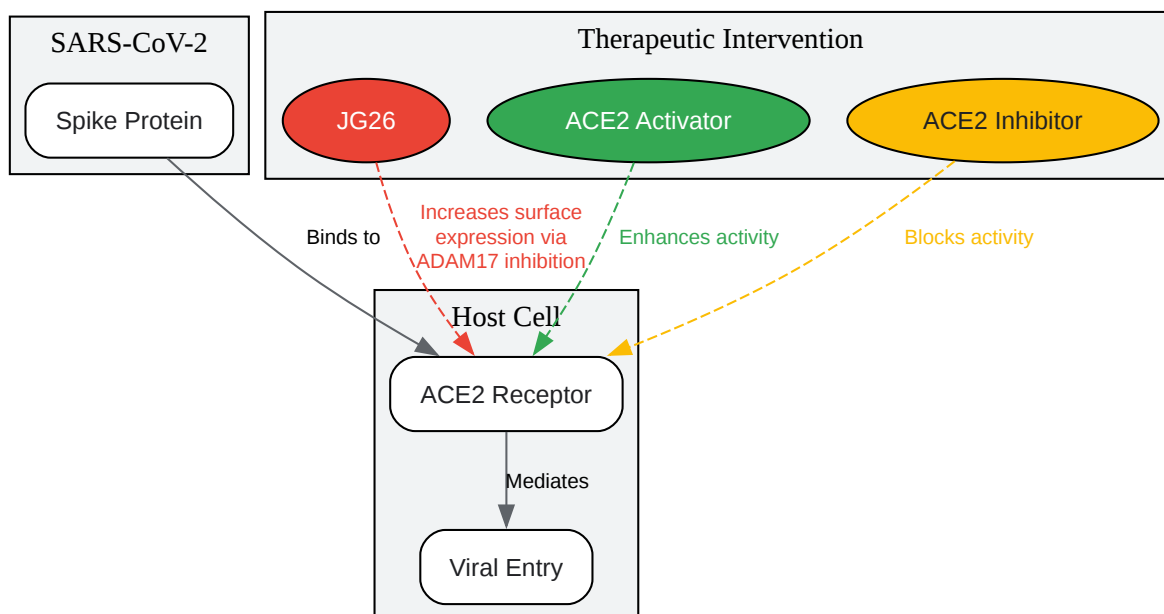 SARS-CoV-2
Therapeutic Intervention
Spike Protein
JG26
ACE2 Activator
ACE2 Inhibitor
Binds to
Increases surface
expression via
ADAM17 inhibition
Enhances activity
Blocks activity
Host Cell
ACE2 Receptor
Mediates
Viral Entry